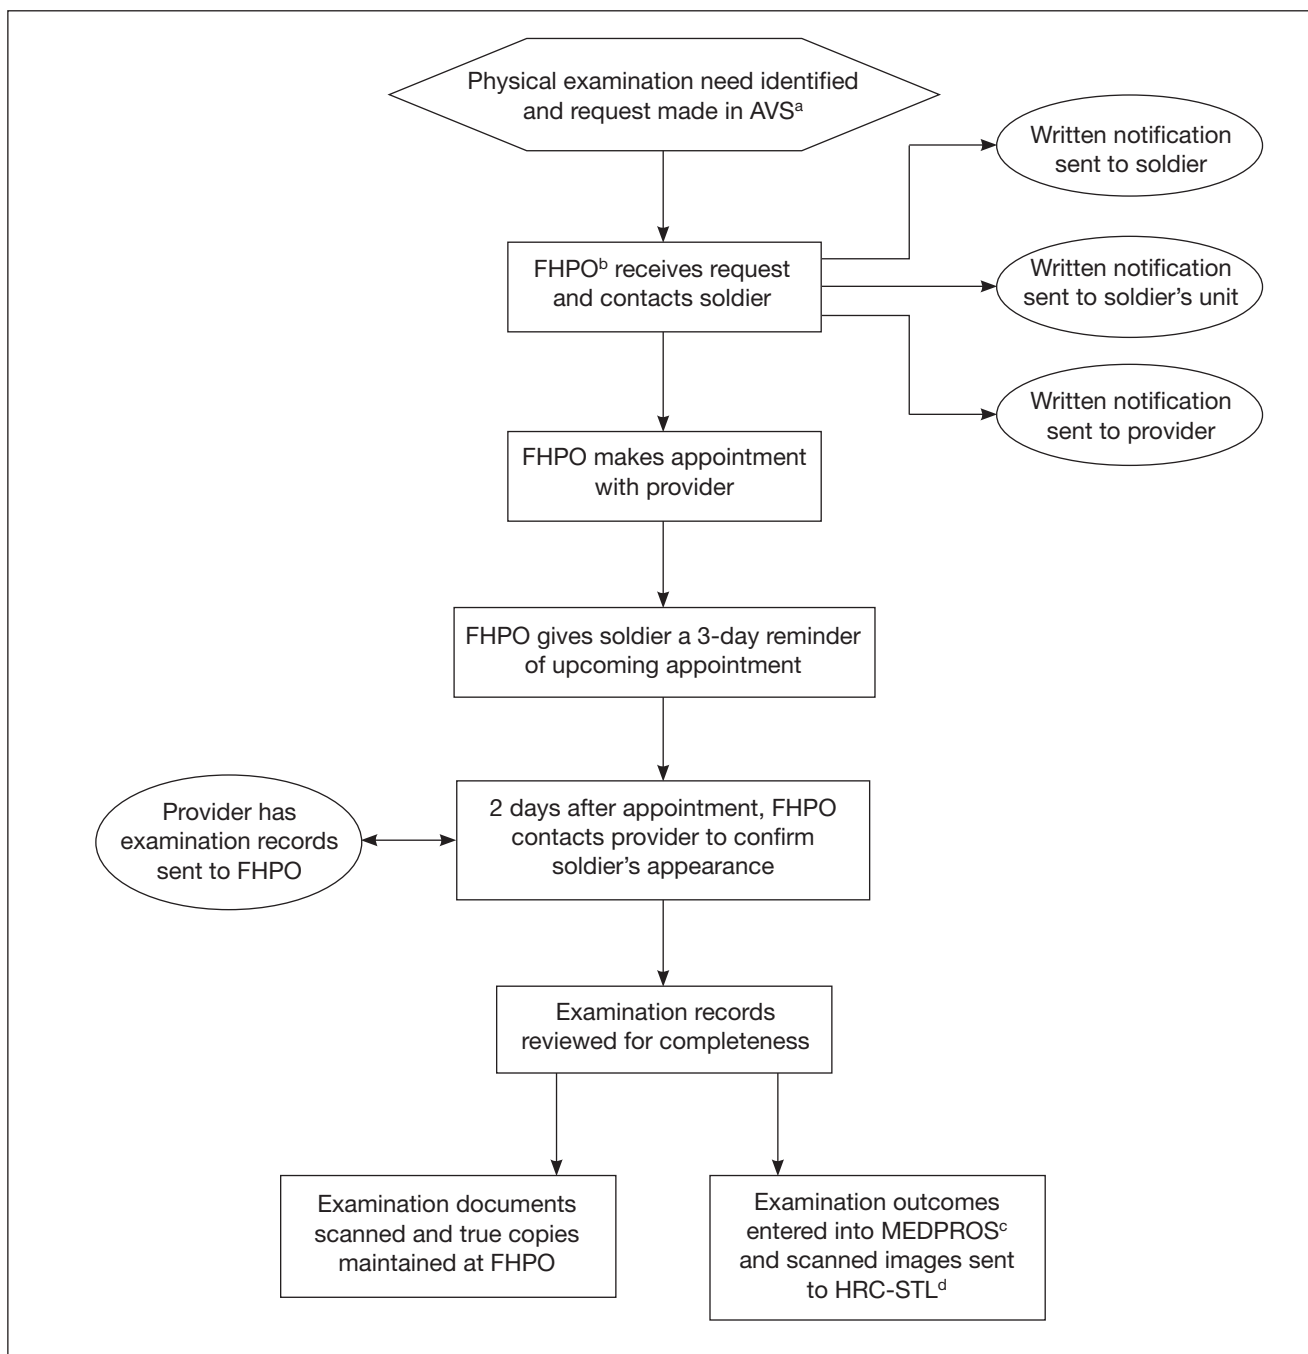 Physical examination need identified
and request made in AVSa
Written notification
sent to soldier
FHPOb receives request
and contacts soldier
Written notification
sent to soldier’s unit
Written notification
sent to provider
FHPO makes appointment
with provider
FHPO gives soldier a 3-day reminder
of upcoming appointment
Provider has
examination records
sent to FHPO
2 days after appointment, FHPO
contacts provider to confirm
soldier’s appearance
Examination records
reviewed for completeness
Examination documents
scanned and true copies
maintained at FHPO
Examination outcomes
entered into MEDPROSc
and scanned images sent
to HRC-STLd